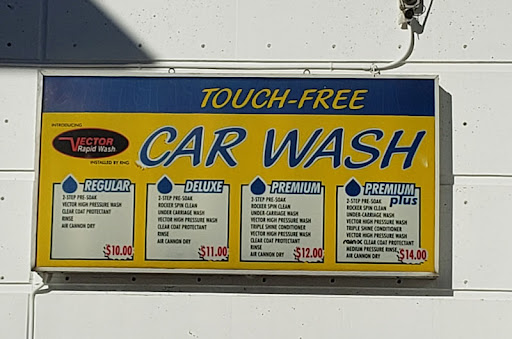 TOUCH-FREE
INTRODUCING
VECTOR
Rapid Wash
INSTALLED BY RHG
CAR WASH
REGULAR
2-STEP PRE-SOAK
VECTOR HIGH PRESSURE WASH
CLEAR COAT PROTECTANT
RINSE
AIR CANNON DRY
$10.00
DELUXE
2-STEP PRE-SOAK
ROCKER SPIN CLEAN
UNDER CARRIAGE WASH
VECTOR HIGH PRESSURE WASH
CLEAR COAT PROTECTANT
RINSE
AIR CANNON DRY
$11.00
PREMIUM
2-STEP PRE-SOAK
ROCKER SPIN CLEAN
UNDER-CARRIAGE WASH
VECTOR HIGH PRESSURE WASH
TRIPLE SHINE CONDITIONER
VECTOR HIGH PRESSURE WASH
CLEAR COAT PROTECTANT
RINSE
AIR CANNON DRY
$12.00
PREMIUM
plus
2-STEP PRE-SOAK
ROCKER SPIN CLEAN
UNDER-CARRIAGE WASH
VECTOR HIGH PRESSURE WASH
TRIPLE SHINE CONDITIONER
VECTOR HIGH PRESSURE WASH
RAIN-X CLEAR COAT PROTECTANT
MEDIUM PRESSURE RINSE
AIR CANNON DRY
$14.00